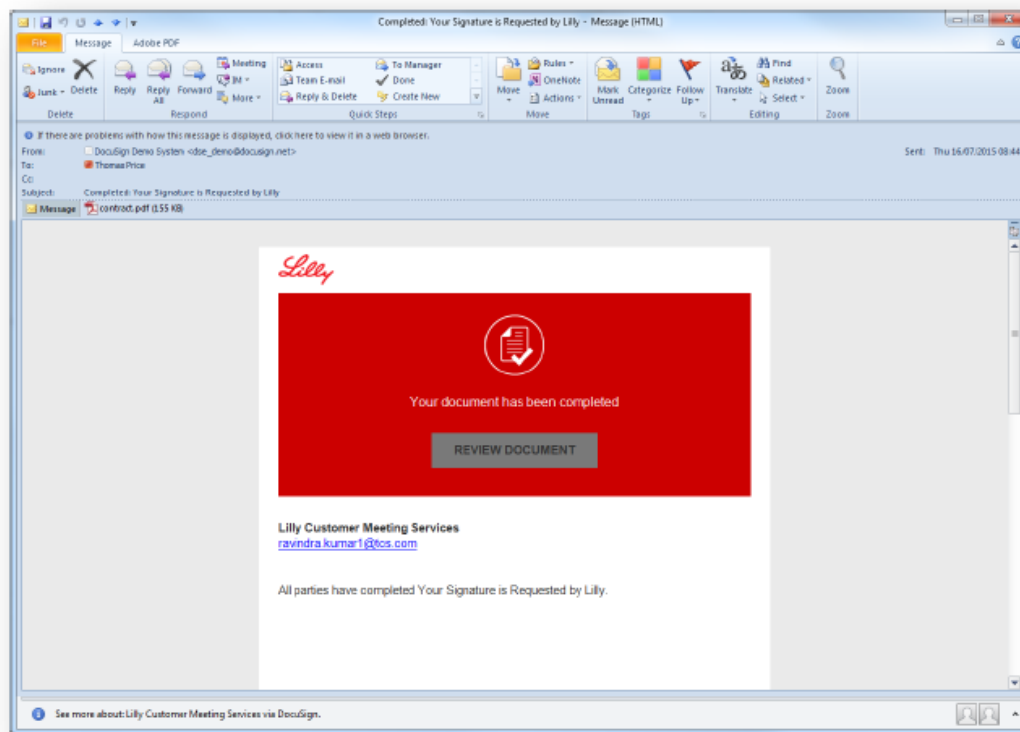 Completed: Your Signature is Requested by Lilly - Message (HTML)
File Message Adobe PDF
Ignore
Junk
Delete
Reply
Reply All
Forward
Meeting
IM
More
Access
Team E-mail
Reply & Delete
To Manager
Done
Create New
Move
Rules
OneNote
Actions
Mark Unread
Categorize
Follow Up
Translate
Find
Related
Select
Zoom
Delete Respond Quick Steps Move Tags Editing Zoom
If there are problems with how this message is displayed, click here to view it in a web browser.
From: DocuSign Demo System <dse_demo@docusign.net> Sent: Thu 16/07/2015 08:44
To: Thomas Price
Cc:
Subject: Completed: Your Signature is Requested by Lilly
Message contract.pdf (155 KB)
Lilly
Your document has been completed
REVIEW DOCUMENT
Lilly Customer Meeting Services
ravindra.kumar1@tcs.com
All parties have completed Your Signature is Requested by Lilly.
See more about: Lilly Customer Meeting Services via DocuSign.